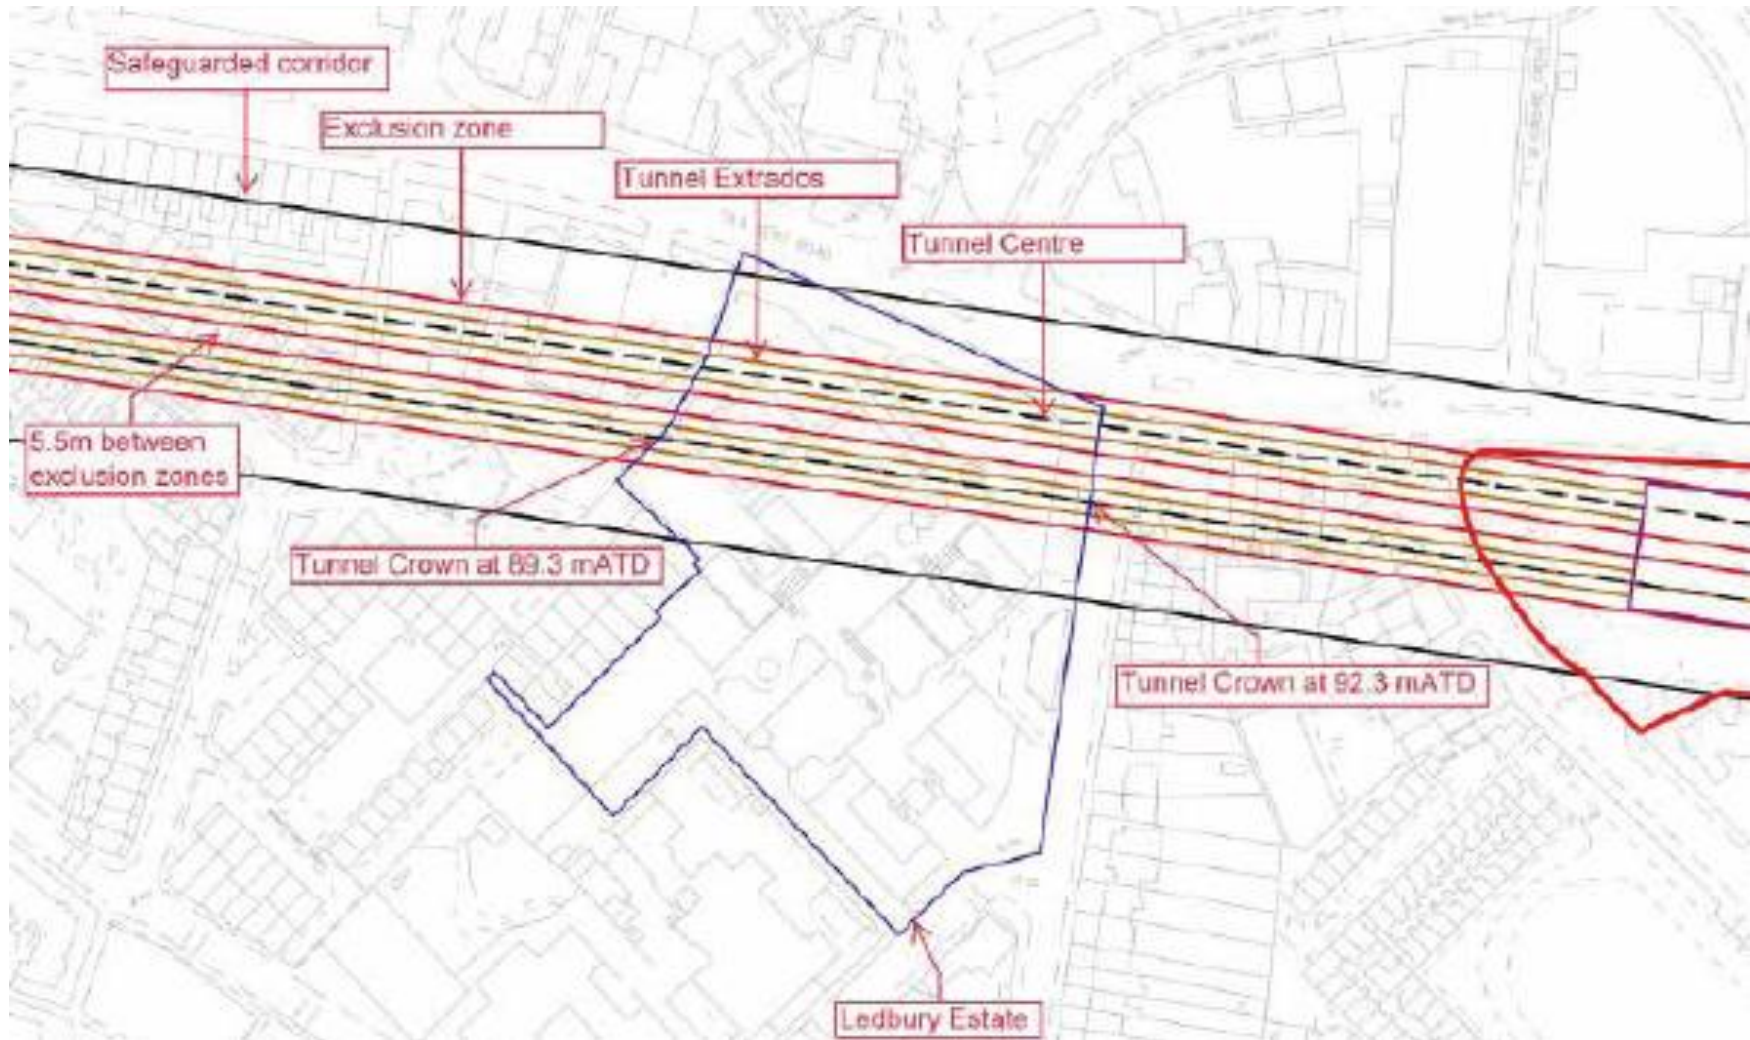 Safeguarded corridor
Exclusion zone
Tunnel Extrados
Tunnel Centre
5.5m between
exclusion zones
Tunnel Crown at 89.3 mATD
Tunnel Crown at 92.3 mATD
Ledbury Estate